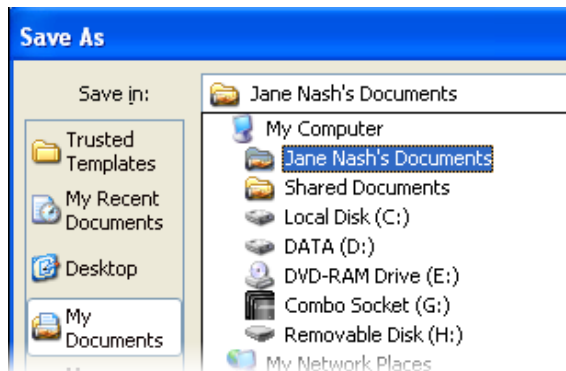 Save As
Save in:
Jane Nash's Documents
Trusted
Templates
My Recent
Documents
Desktop
My
Documents
My Computer
Jane Nash's Documents
Shared Documents
Local Disk (C:)
DATA (D:)
DVD-RAM Drive (E:)
Combo Socket (G:)
Removable Disk (H:)
My Network Places